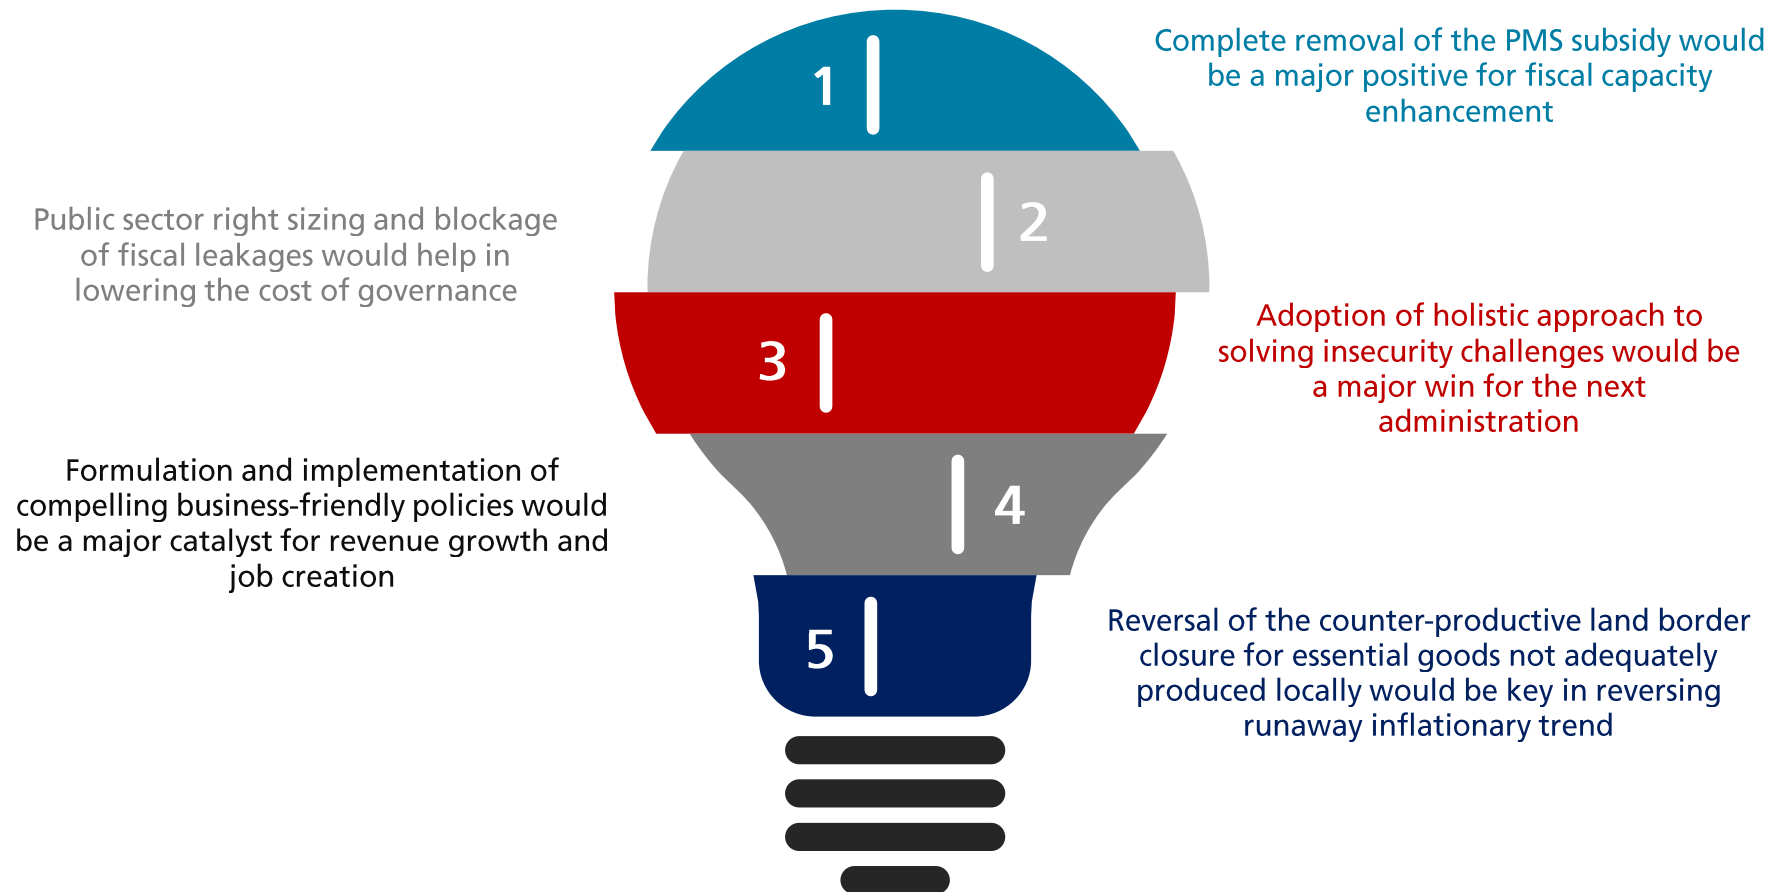 1
Complete removal of the PMS subsidy would
be a major positive for fiscal capacity
enhancement
2
Public sector right sizing and blockage
of fiscal leakages would help in
lowering the cost of governance
3
Adoption of holistic approach to
solving insecurity challenges would be
a major win for the next
administration
4
Formulation and implementation of
compelling business-friendly policies would
be a major catalyst for revenue growth and
job creation
5
Reversal of the counter-productive land border
closure for essential goods not adequately
produced locally would be key in reversing
runaway inflationary trend